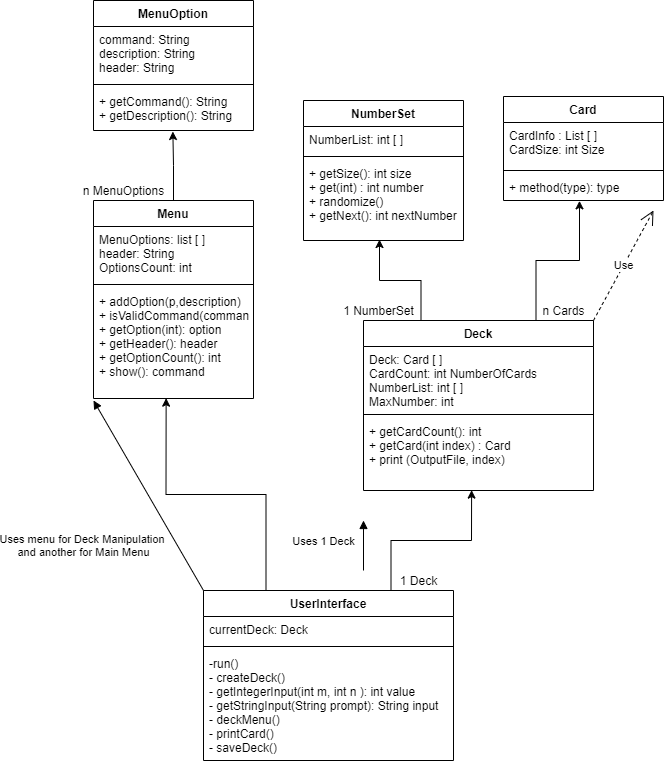 MenuOption
command: String
description: String
header: String
+ getCommand(): String
+ getDescription(): String
n MenuOptions
Menu
MenuOptions: list [ ]
header: String
OptionsCount: int
+ addOption(p,description)
+ isValidCommand(comman
+ getOption(int): option
+ getHeader(): header
+ getOptionCount(): int
+ show(): command
NumberSet
NumberList: int [ ]
+ getSize(): int size
+ get(int) : int number
+ randomize()
+ getNext(): int nextNumber
Card
CardInfo : List [ ]
CardSize: int Size
+ method(type): type
Use
1 NumberSet
n Cards
Deck
Deck: Card [ ]
CardCount: int NumberOfCards
NumberList: int [ ]
MaxNumber: int
+ getCardCount(): int
+ getCard(int index) : Card
+ print (OutputFile, index)
Uses menu for Deck Manipulation
and another for Main Menu
Uses 1 Deck
1 Deck
UserInterface
currentDeck: Deck
-run()
- createDeck()
- getIntegerInput(int m, int n ): int value
- getStringInput(String prompt): String input
- deckMenu()
- printCard()
- saveDeck()